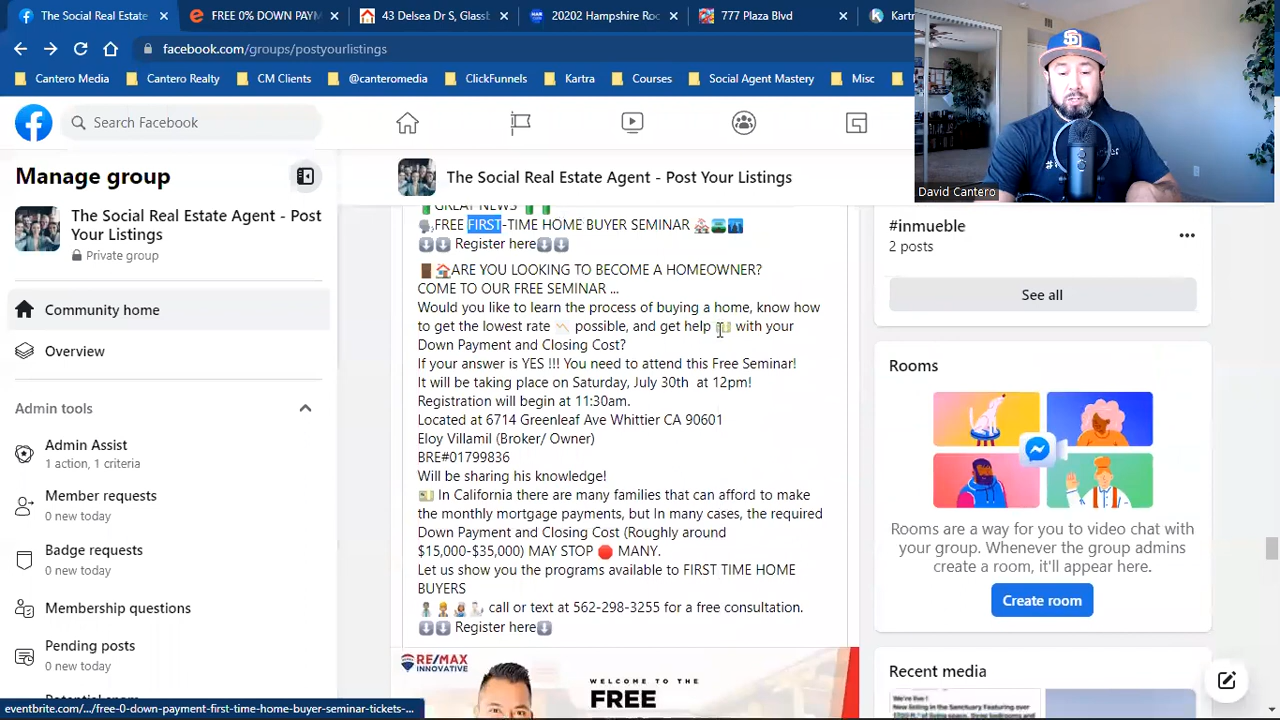 The Social Real Estate Agent
FREE 0% DOWN PAYM
43 Delsea Dr S, Glass
20202 Hampshire Ro
777 Plaza Blvd
Kartra
facebook.com/groups/postyourlistings
Cantero Media
Cantero Realty
CM Clients
@canteromedia
ClickFunnels
Kartra
Courses
Social Agent Mastery
Misc
David Cantero
Search Facebook
Manage group
The Social Real Estate Agent - Post
Your Listings
Private group
Community home
Overview
Admin tools
Admin Assist
1 action, 1 criteria
Member requests
0 new today
Badge requests
0 new today
Membership questions
Pending posts
0 new today
eventbrite.com/.../free-0-down-payment-first-time-home-buyer-seminar-tickets-...
The Social Real Estate Agent - Post Your Listings
GREAT NEWS
FREE FIRST-TIME HOME BUYER SEMINAR
Register here
ARE YOU LOOKING TO BECOME A HOMEOWNER?
COME TO OUR FREE SEMINAR ...
Would you like to learn the process of buying a home, know how
to get the lowest rate possible, and get help with your
Down Payment and Closing Cost?
If your answer is YES !!! You need to attend this Free Seminar!
It will be taking place on Saturday, July 30th at 12pm!
Registration will begin at 11:30am.
Located at 6714 Greenleaf Ave Whittier CA 90601
Eloy Villamil (Broker/ Owner)
BRE#01799836
Will be sharing his knowledge!
In California there are many families that can afford to make
the monthly mortgage payments, but In many cases, the required
Down Payment and Closing Cost (Roughly around
$15,000-$35,000) MAY STOP MANY.
Let us show you the programs available to FIRST TIME HOME
BUYERS
call or text at 562-298-3255 for a free consultation.
Register here
RE/MAX
INNOVATIVE
WELCOME TO THE
FREE
#inmueble
2 posts
See all
Rooms
Rooms are a way for you to video chat with
your group. Whenever the group admins
create a room, it'll appear here.
Create room
Recent media
We're live !
New listing in the Sanctuary Featuring over